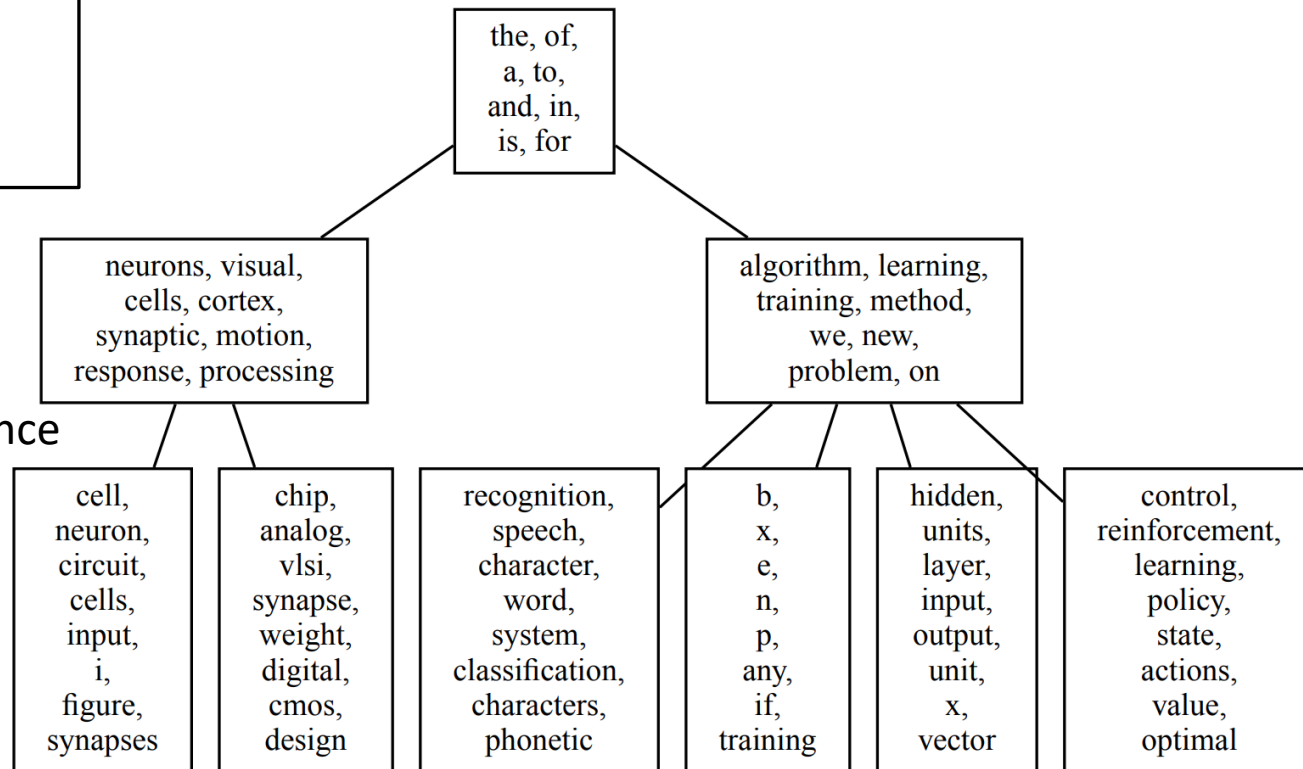 the, of,
a, to,
and, in,
is, for
neurons, visual,
cells, cortex,
synaptic, motion,
response, processing
algorithm, learning,
training, method,
we, new,
problem, on
nce
cell,
neuron,
circuit,
cells,
input,
i,
figure,
synapses
chip,
analog,
vlsi,
synapse,
weight,
digital,
cmos,
design
recognition,
speech,
character,
word,
system,
classification,
characters,
phonetic
b,
x,
e,
n,
p,
any,
if,
training
hidden,
units,
layer,
input,
output,
unit,
x,
vector
control,
reinforcement,
learning,
policy,
state,
actions,
value,
optimal